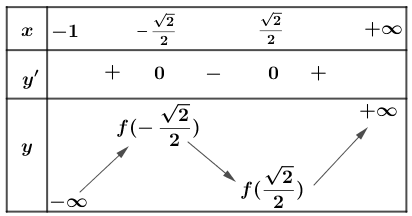 x −1 −√2/2 √2/2 +∞
y′ + 0 − 0 +
+∞
f(−√2/2)
y
f(√2/2)
−∞